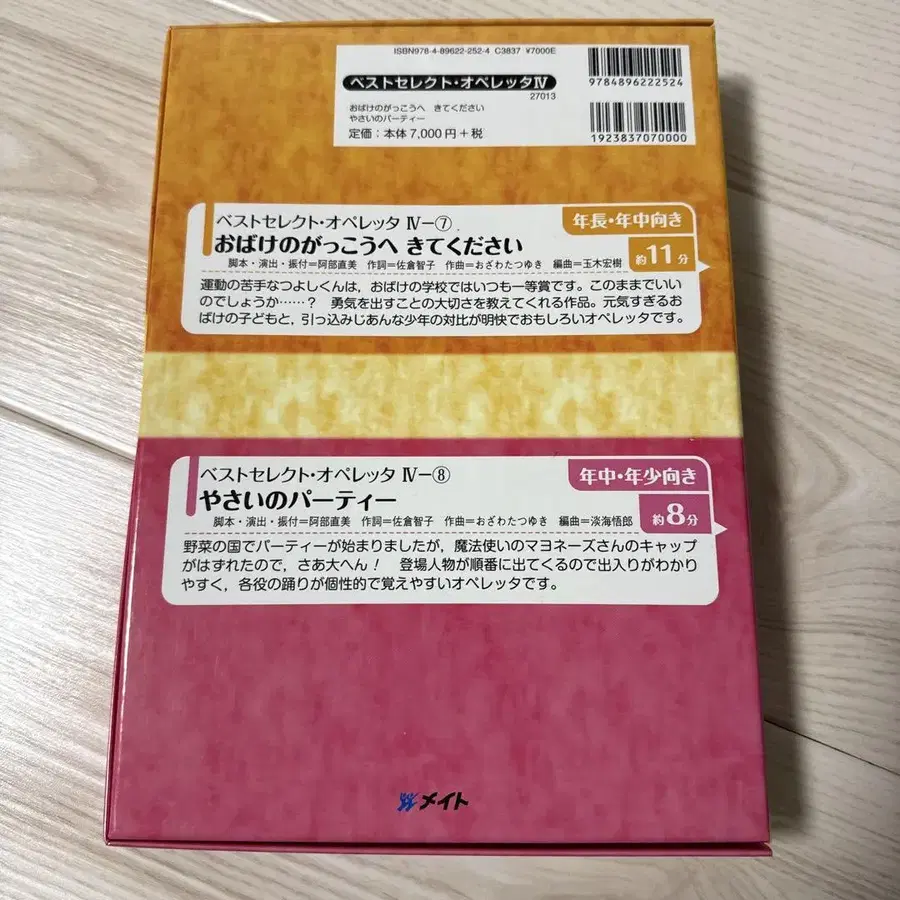 ISBN978-4-89622-252-4 C3837 ¥7000E
ベストセレクト・オペレッタⅣ
27013
おばけのがっこうへ きてください
やさいのパーティー
定価：本体 7,000 円＋税
9784896222524
1923837070000
ベストセレクト・オペレッタ Ⅳ－⑦
年長・年中向き
おばけのがっこうへ きてください
約11分
脚本・演出・振付＝阿部直美 作詞＝佐倉智子 作曲＝おざわたつゆき 編曲＝玉木宏樹
運動の苦手なつよしくんは，おばけの学校ではいつも一等賞です。このままでいい
のでしょうか……？ 勇気を出すことの大切さを教えてくれる作品。元気すぎるお
ばけの子どもと，引っ込みじあんな少年の対比が明快でおもしろいオペレッタです。
ベストセレクト・オペレッタ Ⅳ－⑧
年中・年少向き
やさいのパーティー
約8分
脚本・演出・振付＝阿部直美 作詞＝佐倉智子 作曲＝おざわたつゆき 編曲＝淡海悟郎
野菜の国でパーティーが始まりましたが，魔法使いのマヨネーズさんのキャップ
がはずれたので，さあ大へん！ 登場人物が順番に出てくるので出入りがわかり
やすく，各役の踊りが個性的で覚えやすいオペレッタです。
メイト